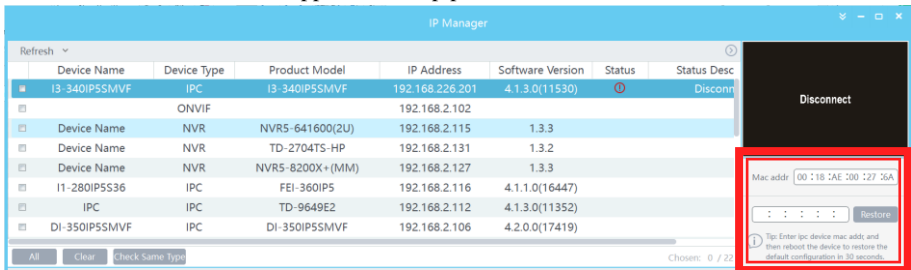 IP Manager
Refresh
Device Name Device Type Product Model IP Address Software Version Status Status Desc
I3-340IP5SMVF IPC I3-340IP5SMVF 192.168.226.201 4.1.3.0(11530) Disconn
ONVIF 192.168.2.102
Device Name NVR NVR5-641600(2U) 192.168.2.115 1.3.3
Device Name NVR TD-2704TS-HP 192.168.2.131 1.3.2
Device Name NVR NVR5-8200X+(MM) 192.168.2.127 1.3.3
I1-280IP5S36 IPC FEI-360IP5 192.168.2.116 4.1.1.0(16447)
IPC IPC TD-9649E2 192.168.2.112 4.1.3.0(11352)
DI-350IP5SMVF IPC DI-350IP5SMVF 192.168.2.106 4.2.0.0(17419)
All Clear Check Same Type Chosen: 0 / 22
Disconnect
Mac addr 00 : 18 : AE : 00 : 27 : 6A
: : : : : Restore
Tip: Enter ipc device mac addr, and
then reboot the device to restore the
default configuration in 30 seconds.